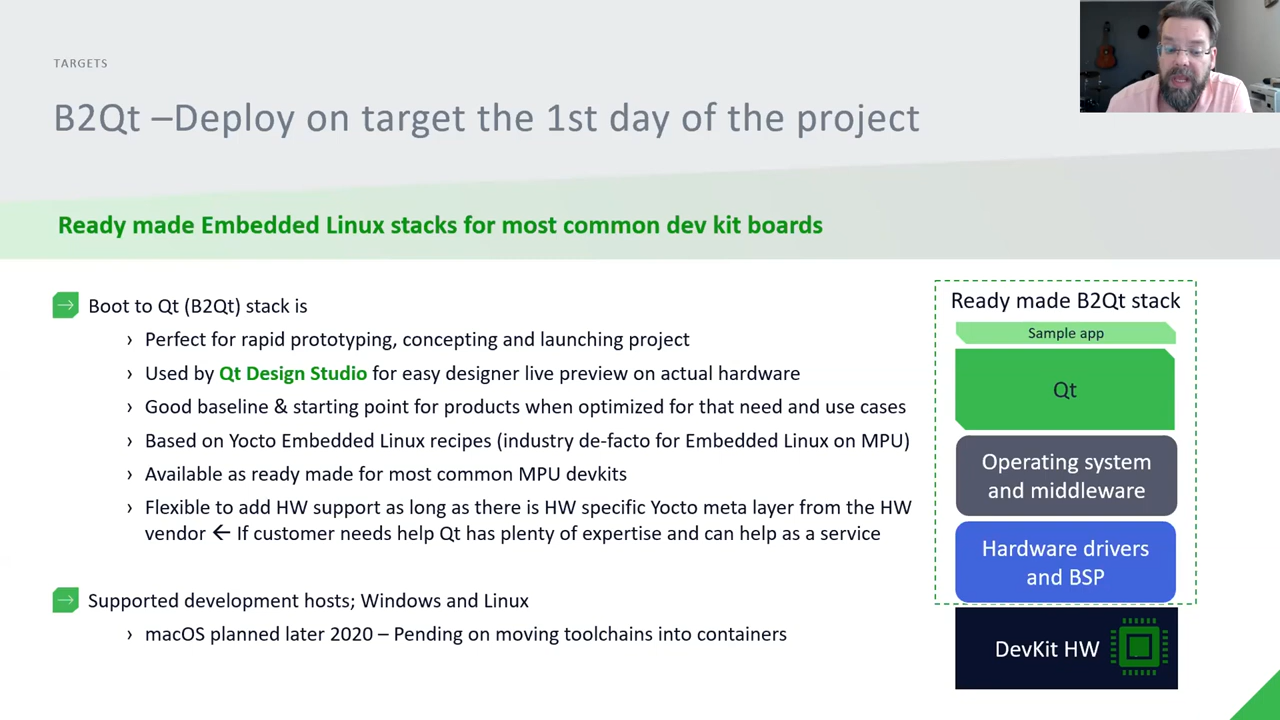 TARGETS
B2Qt –Deploy on target the 1st day of the project
Ready made Embedded Linux stacks for most common dev kit boards
Boot to Qt (B2Qt) stack is
› Perfect for rapid prototyping, concepting and launching project
› Used by Qt Design Studio for easy designer live preview on actual hardware
› Good baseline & starting point for products when optimized for that need and use cases
› Based on Yocto Embedded Linux recipes (industry de-facto for Embedded Linux on MPU)
› Available as ready made for most common MPU devkits
› Flexible to add HW support as long as there is HW specific Yocto meta layer from the HW
vendor ← If customer needs help Qt has plenty of expertise and can help as a service
Supported development hosts; Windows and Linux
› macOS planned later 2020 – Pending on moving toolchains into containers
Ready made B2Qt stack
Sample app
Qt
Operating system
and middleware
Hardware drivers
and BSP
DevKit HW